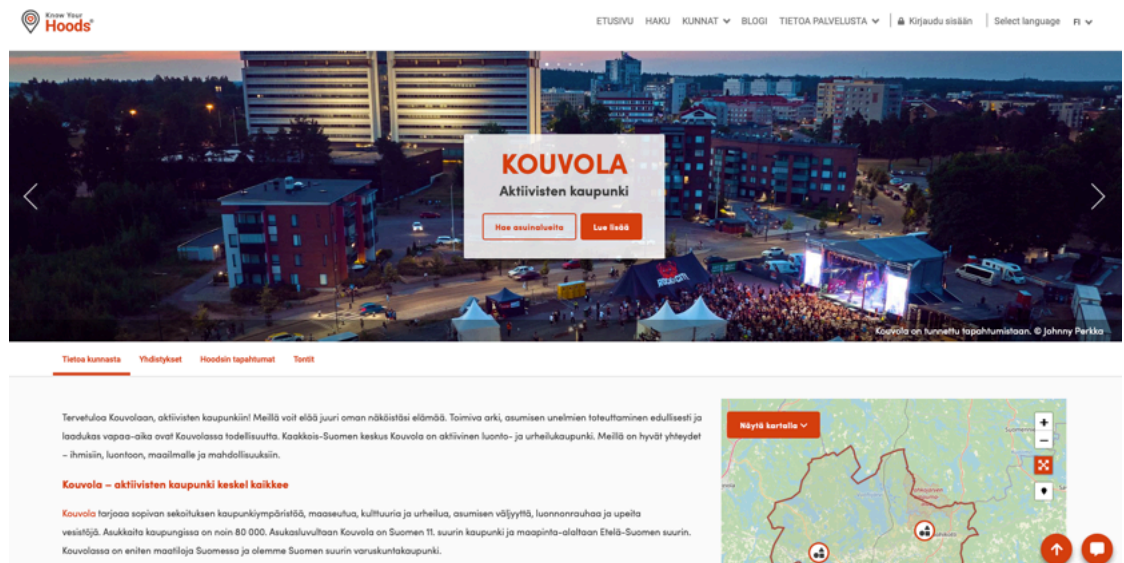 Know Your
Hoods
ETUSIVU HAKU KUNNAT BLOGI TIETOA PALVELUSTA Kirjaudu sisään Select language FI
KOUVOLA
Aktiivisten kaupunki
Hae asuinalueita Lue lisää
Kouvola on tunnettu tapahtumistaan. © Johnny Perkka
Tietoa kunnasta Yhdistykset Hoodsin tapahtumat Tontit
Tervetuloa Kouvolaan, aktiivisten kaupunkiin! Meillä voit elää juuri oman näköistäsi elämää. Toimiva arki, asumisen unelmien toteuttaminen edullisesti ja
laadukas vapaa-aika ovat Kouvolassa todellisuutta. Kaakkois-Suomen keskus Kouvola on aktiivinen luonto- ja urheilukaupunki. Meillä on hyvät yhteydet
– ihmisiin, luontoon, maailmalle ja mahdollisuuksiin.
Kouvola – aktiivisten kaupunki keskel kaikkee
Kouvola tarjoaa sopivan sekoituksen kaupunkiympäristöä, maaseutua, kulttuuria ja urheilua, asumisen väljyyttä, luonnonrauhaa ja upeita
vesistöjä. Asukkaita kaupungissa on noin 80 000. Asukasluvultaan Kouvola on Suomen 11. suurin kaupunki ja maapinta-alaltaan Etelä-Suomen suurin.
Kouvolassa on eniten maatiloja Suomessa ja olemme Suomen suurin varuskuntakaupunki.
Näytä kartalla
+
−